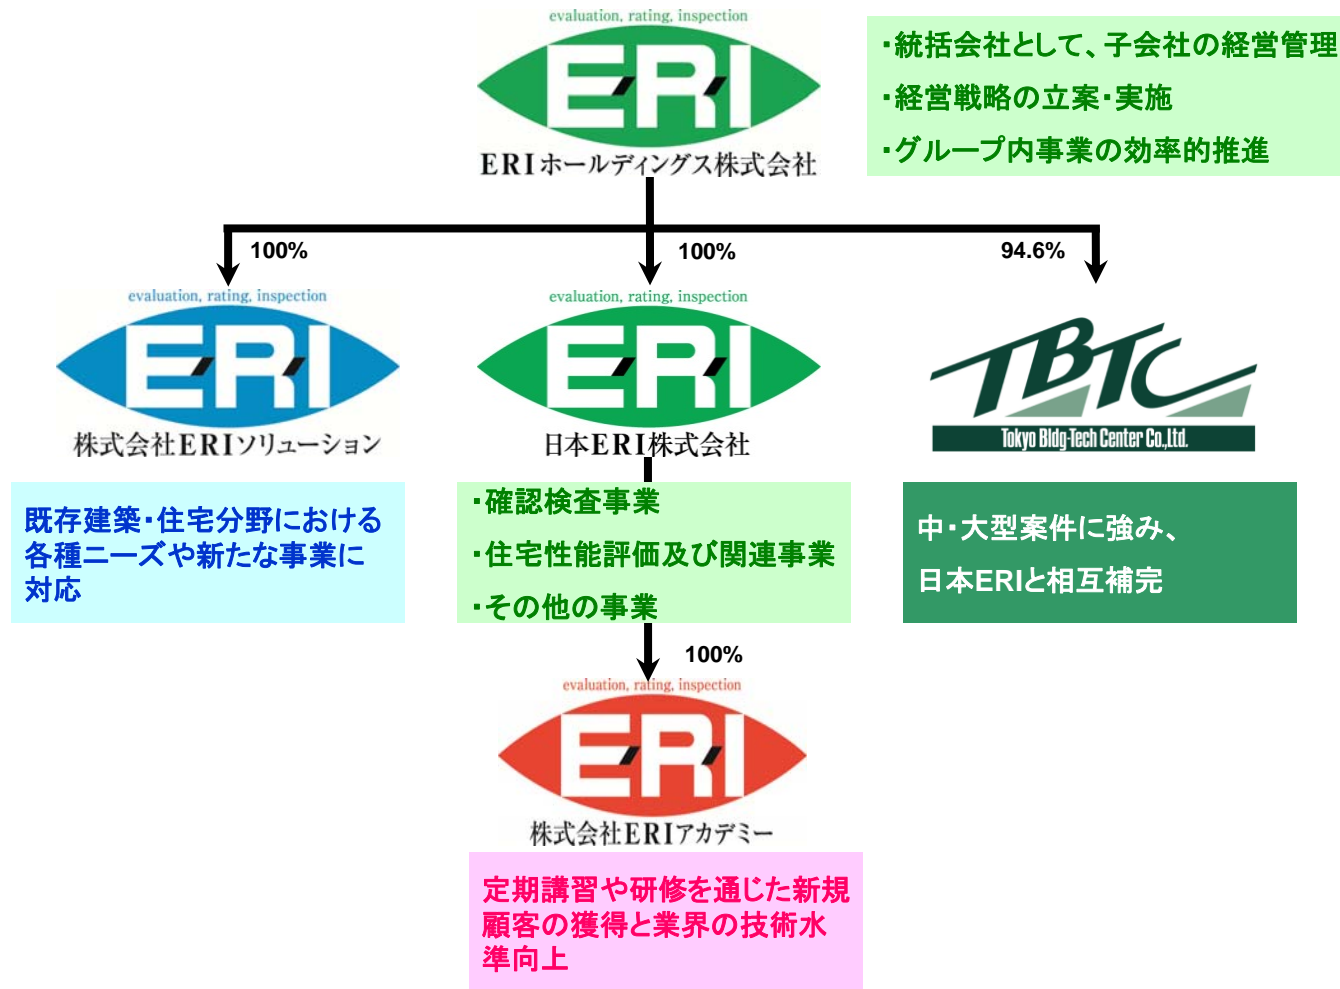 evaluation, rating, inspection
ERI
ERIホールディングス株式会社
・統括会社として、子会社の経営管理
・経営戦略の立案・実施
・グループ内事業の効率的推進
100%
100%
94.6%
evaluation, rating, inspection
ERI
株式会社ERIソリューション
evaluation, rating, inspection
ERI
日本ERI株式会社
TBTC
Tokyo Bldg-Tech Center Co.,Ltd.
既存建築・住宅分野における
各種ニーズや新たな事業に
対応
・確認検査事業
・住宅性能評価及び関連事業
・その他の事業
中・大型案件に強み、
日本ERIと相互補完
100%
evaluation, rating, inspection
ERI
株式会社ERIアカデミー
定期講習や研修を通じた新規
顧客の獲得と業界の技術水
準向上